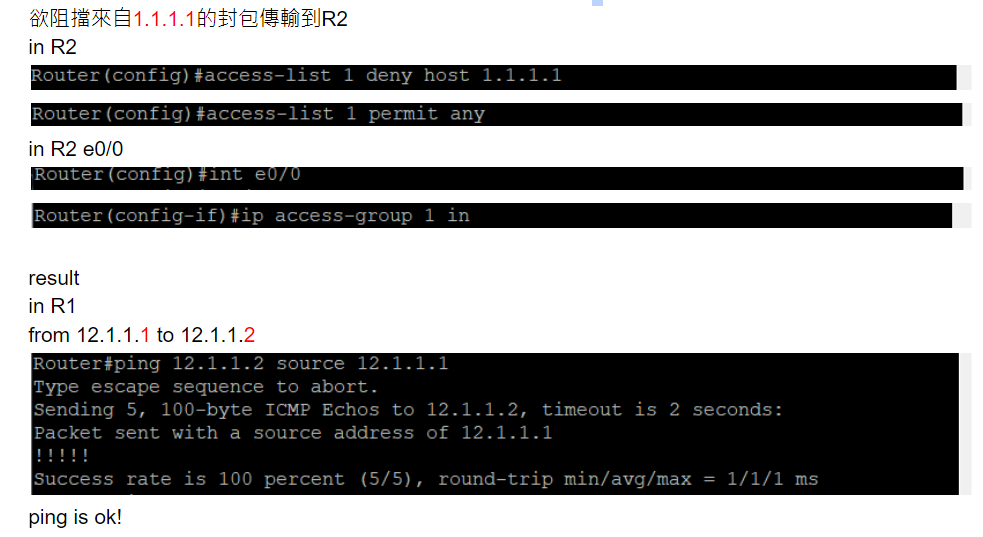 欲阻擋來自1.1.1.1的封包傳輸到R2
in R2
Router(config)#access-list 1 deny host 1.1.1.1
Router(config)#access-list 1 permit any
in R2 e0/0
Router(config)#int e0/0
Router(config-if)#ip access-group 1 in
result
in R1
from 12.1.1.1 to 12.1.1.2
Router#ping 12.1.1.2 source 12.1.1.1
Type escape sequence to abort.
Sending 5, 100-byte ICMP Echos to 12.1.1.2, timeout is 2 seconds:
Packet sent with a source address of 12.1.1.1
!!!!!
Success rate is 100 percent (5/5), round-trip min/avg/max = 1/1/1 ms
ping is ok!